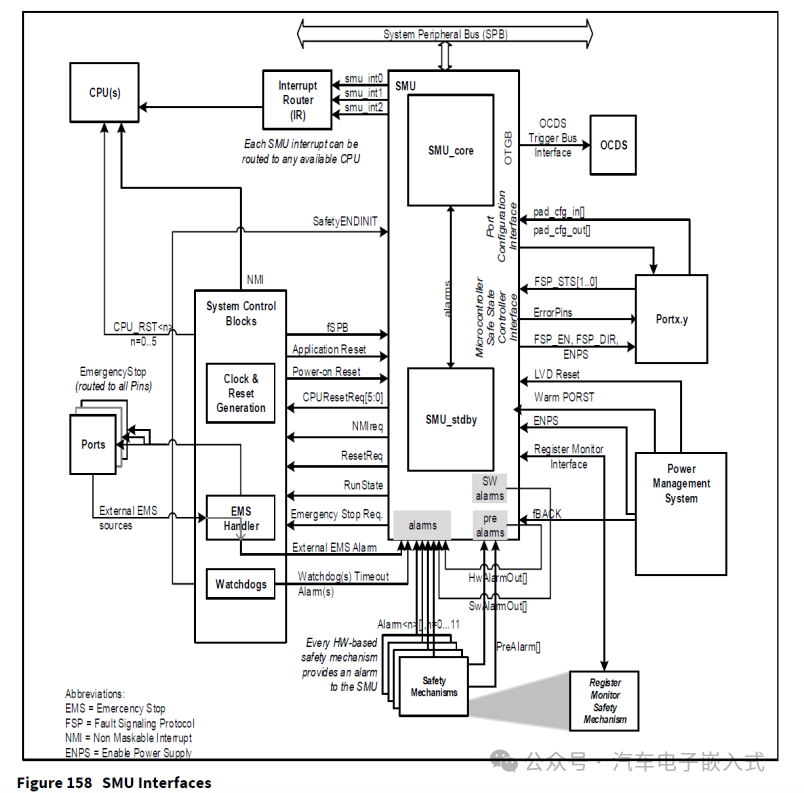 System Peripheral Bus (SPB)
CPU(s)
Interrupt
Router
(IR)
smu_int0
smu_int1
smu_int2
SMU
Each SMU interrupt can be
routed to any available CPU
SMU_core
OTGB
OCDS
Trigger Bus
Interface
OCDS
Port
Configuration
Interface
pad_cfg_in[]
pad_cfg_out[]
SafetyENDINIT
NMI
alarms
Microcontroller
Safe State
Controller
Interface
FSP_STS[1..0]
ErrorPins
FSP_EN, FSP_DIR,
ENPS
Portx.y
System Control
Blocks
CPU_RST<n>
n=0..5
fSPB
Application Reset
Power-on Reset
CPUResetReq[5:0]
NMIreq
ResetReq
RunState
Emergency Stop Req.
Clock &
Reset
Generation
EmergencyStop
(routed to all Pins)
Ports
External EMS
sources
EMS
Handler
External EMS Alarm
Watchdogs
Watchdog(s) Timeout
Alarm(s)
SMU_stdby
LVD Reset
Warm PORST
ENPS
Register Monitor
Interface
Power
Management
System
SW
alarms
alarms
pre
alarms
fBACK
HwAlarmOut[]
SwAlarmOut[]
Alarm<n>[ ,n=0...11
PreAlarm[]
Every HW-based
safety mechanism
provides an alarm
to the SMU
Safety
Mechanisms
Register
Monitor
Safety
Mechanism
Abbreviations:
EMS = Emercency Stop
FSP = Fault Signaling Protocol
NMI = Non Maskable Interrupt
ENPS = Enable Power Supply
公众号 · 汽车电子嵌入式
Figure 158 SMU Interfaces